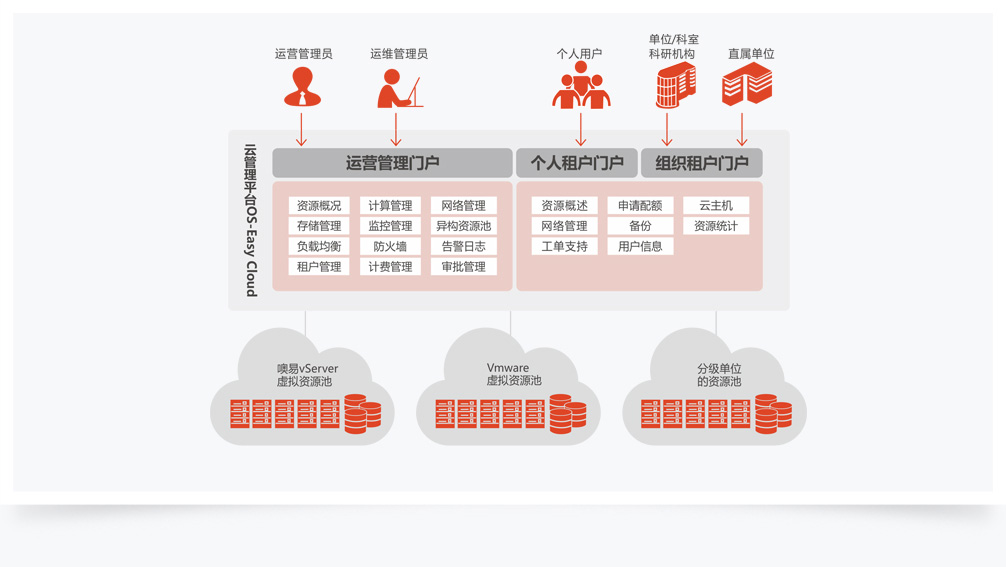 运营管理员
运维管理员
个人用户
单位/科室
科研机构
直属单位
云管理平台OS-Easy Cloud
运营管理门户
个人租户门户
组织租户门户
资源概况
计算管理
网络管理
存储管理
监控管理
异构资源池
负载均衡
防火墙
告警日志
租户管理
计费管理
审批管理
资源概述
申请配额
云主机
网络管理
备份
资源统计
工单支持
用户信息
噢易vServer
虚拟资源池
Vmware
虚拟资源池
分级单位
的资源池